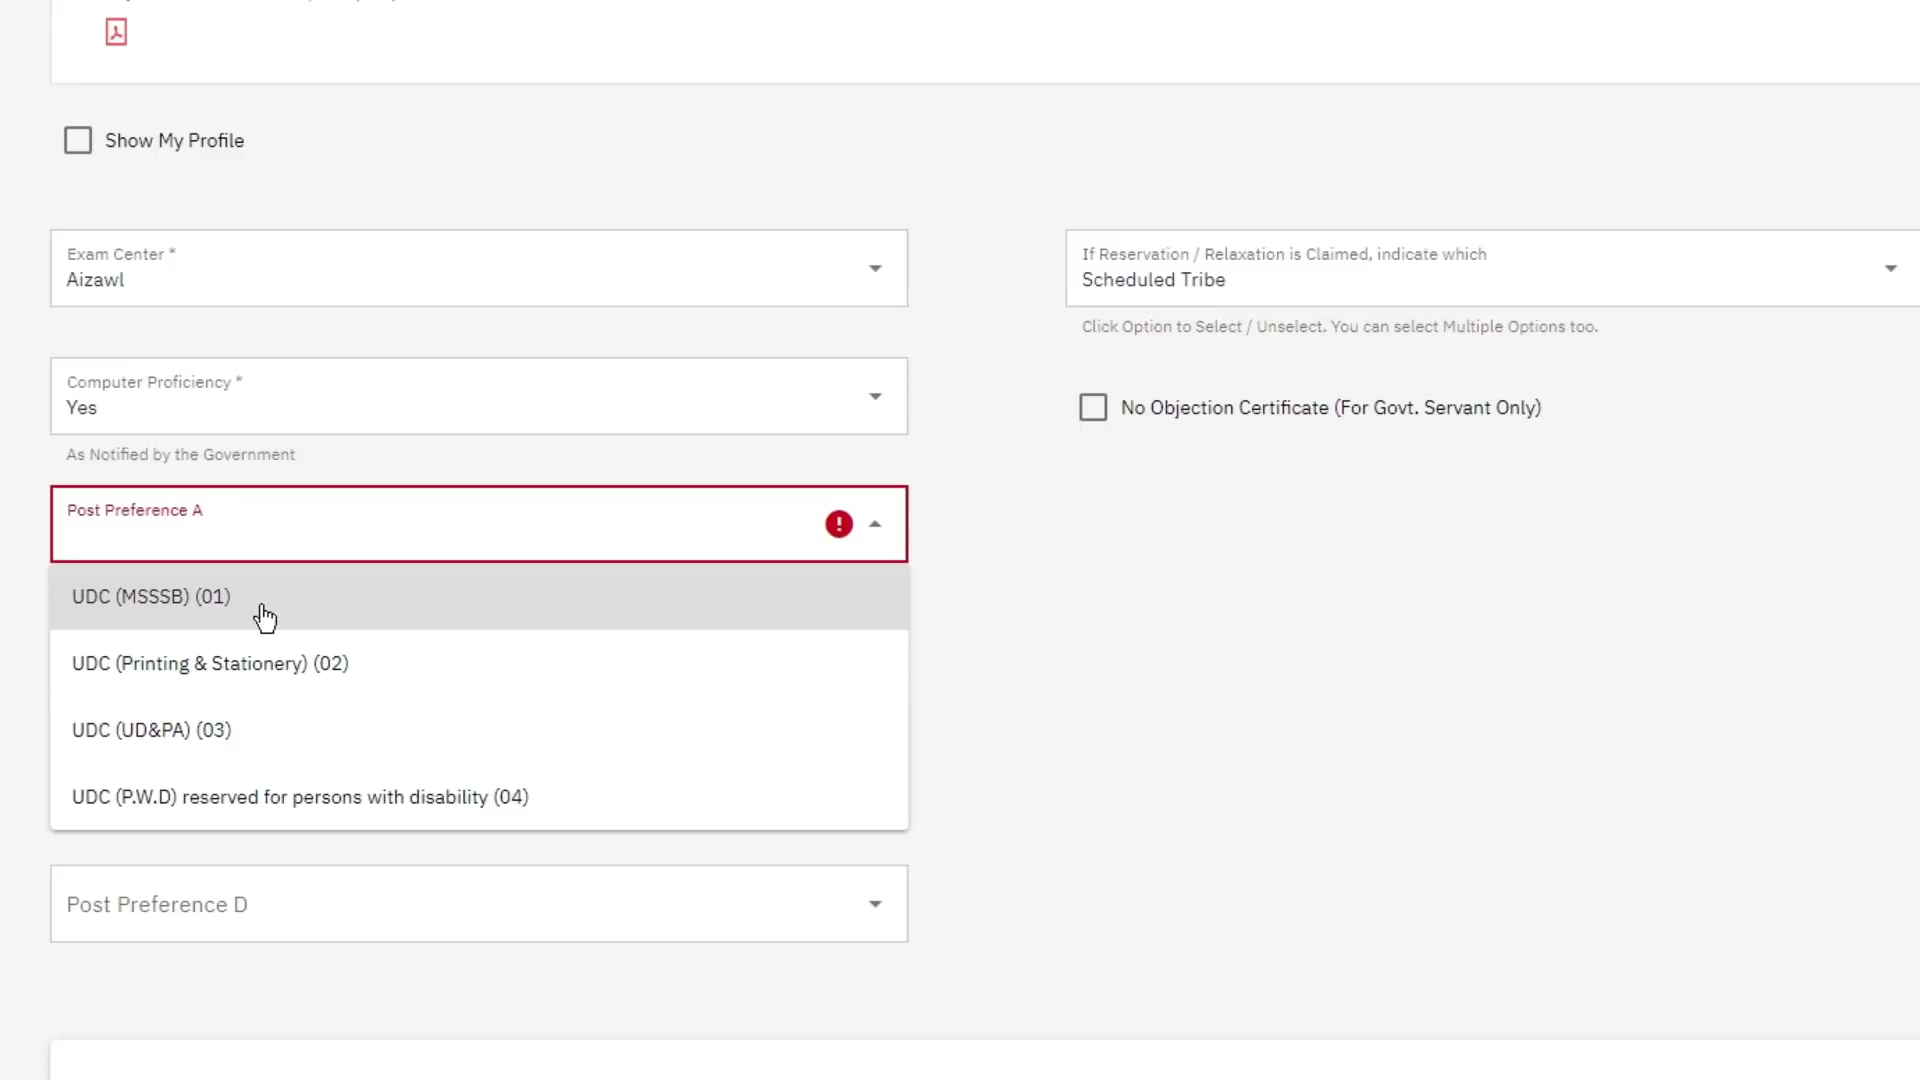 Show My Profile
Exam Center *
Aizawl
If Reservation / Relaxation is Claimed, indicate which
Scheduled Tribe
Click Option to Select / Unselect. You can select Multiple Options too.
Computer Proficiency *
Yes
No Objection Certificate (For Govt. Servant Only)
As Notified by the Government
Post Preference A
UDC (MSSSB) (01)
UDC (Printing & Stationery) (02)
UDC (UD&PA) (03)
UDC (P.W.D) reserved for persons with disability (04)
Post Preference D